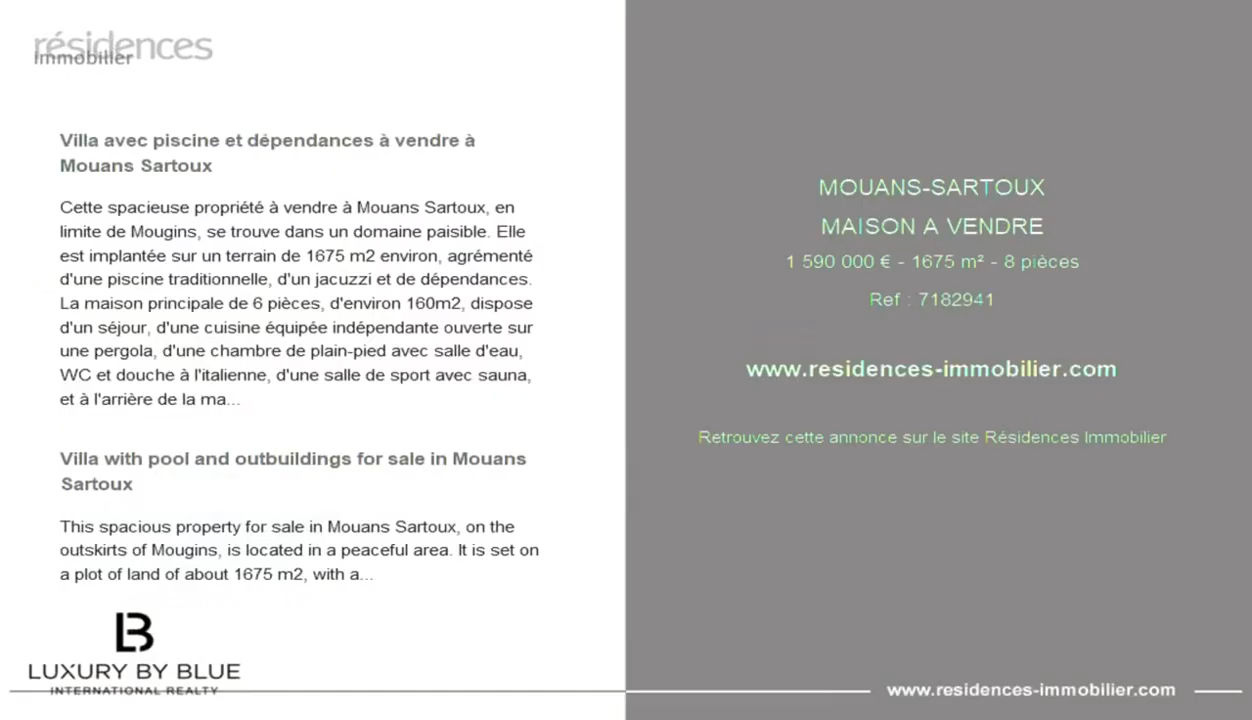 résidences
immobilier
Villa avec piscine et dépendances à vendre à
Mouans Sartoux
Cette spacieuse propriété à vendre à Mouans Sartoux, en
limite de Mougins, se trouve dans un domaine paisible. Elle
est implantée sur un terrain de 1675 m2 environ, agrémenté
d'une piscine traditionnelle, d'un jacuzzi et de dépendances.
La maison principale de 6 pièces, d'environ 160m2, dispose
d'un séjour, d'une cuisine équipée indépendante ouverte sur
une pergola, d'une chambre de plain-pied avec salle d'eau,
WC et douche à l'italienne, d'une salle de sport avec sauna,
et à l'arrière de la ma...
Villa with pool and outbuildings for sale in Mouans
Sartoux
This spacious property for sale in Mouans Sartoux, on the
outskirts of Mougins, is located in a peaceful area. It is set on
a plot of land of about 1675 m2, with a...
LB
LUXURY BY BLUE
INTERNATIONAL REALTY
MOUANS-SARTOUX
MAISON A VENDRE
1 590 000 € - 1675 m² - 8 pièces
Ref : 7182941
www.residences-immobilier.com
Retrouvez cette annonce sur le site Résidences Immobilier
www.residences-immobilier.com